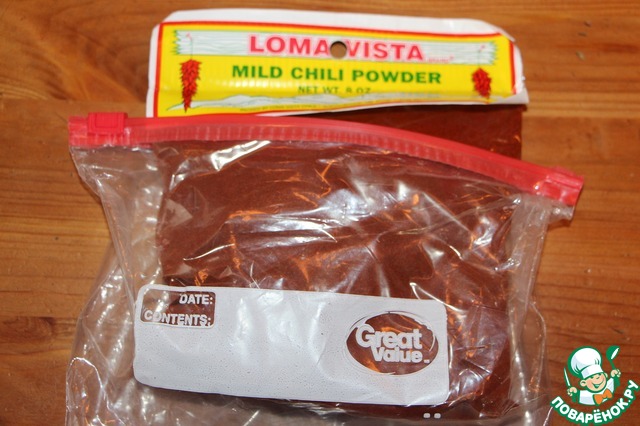 LOMA VISTA
MILD CHILI POWDER
NET WT. 8 OZ.
DATE:
CONTENTS:
Great
Value
ПОВАРЁНОК.РУ